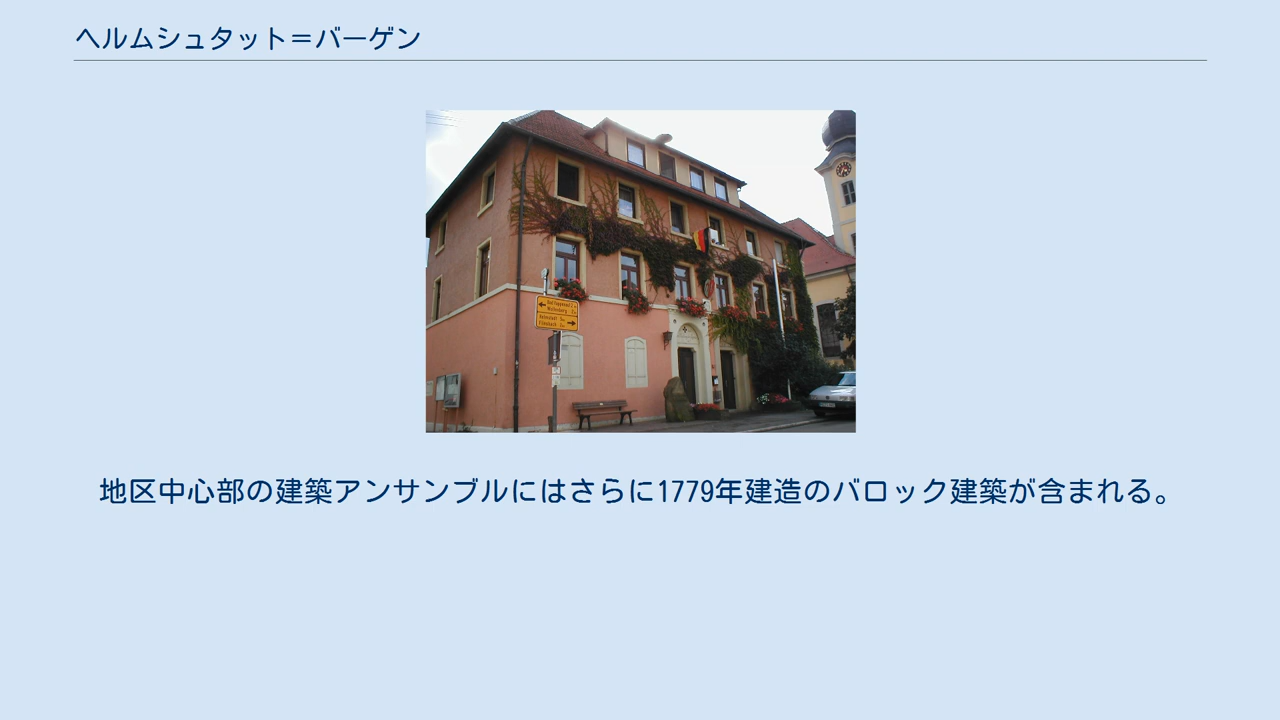 ヘルムシュタット＝バーゲン
地区中心部の建築アンサンブルにはさらに1779年建造のバロック建築が含まれる。